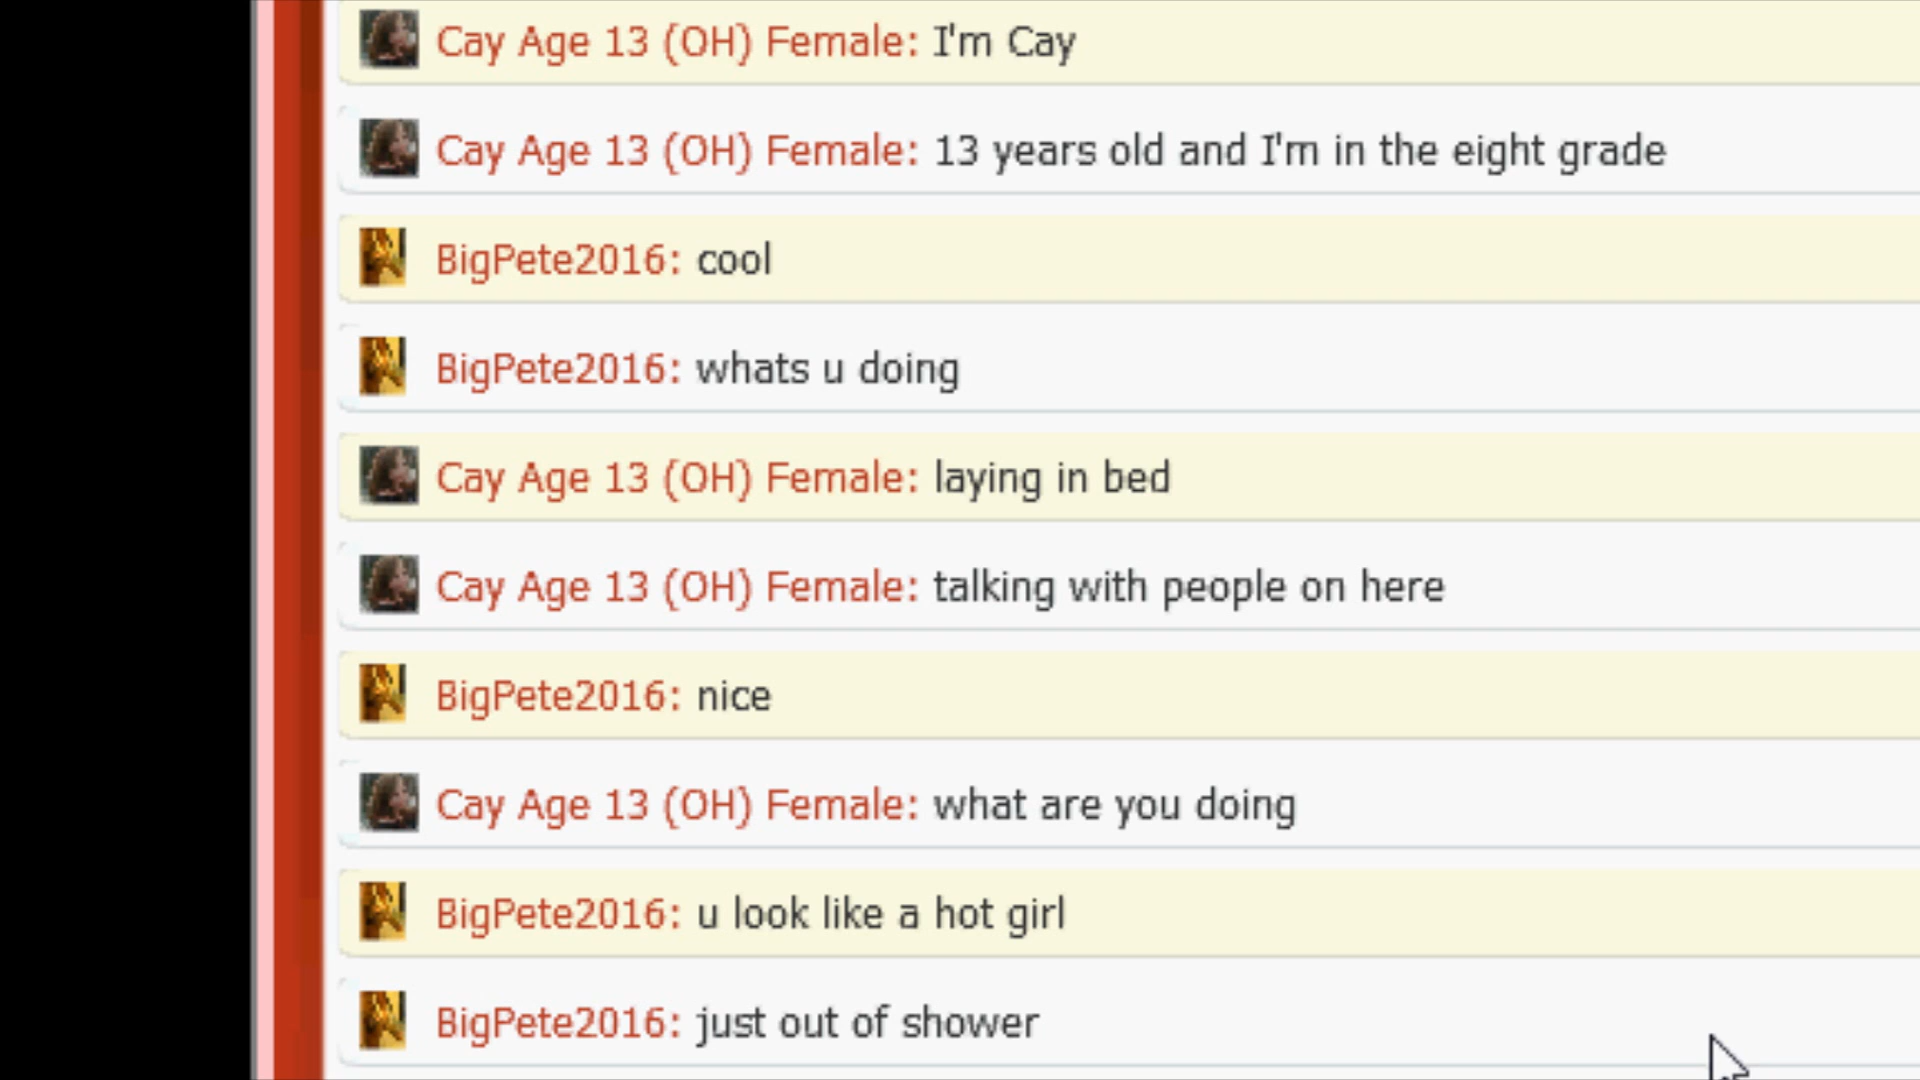 Cay Age 13 (OH) Female: I'm Cay
Cay Age 13 (OH) Female: 13 years old and I'm in the eight grade
BigPete2016: cool
BigPete2016: whats u doing
Cay Age 13 (OH) Female: laying in bed
Cay Age 13 (OH) Female: talking with people on here
BigPete2016: nice
Cay Age 13 (OH) Female: what are you doing
BigPete2016: u look like a hot girl
BigPete2016: just out of shower